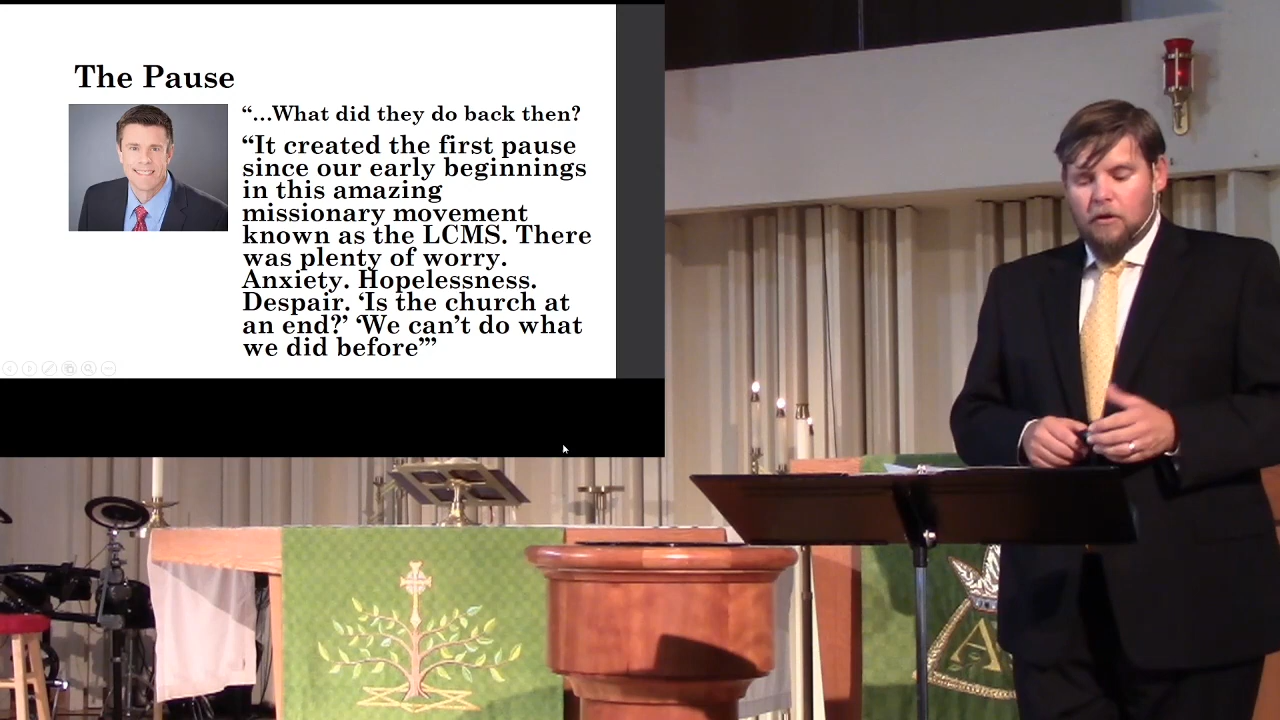 The Pause
“...What did they do back then?
“It created the first pause
since our early beginnings
in this amazing
missionary movement
known as the LCMS. There
was plenty of worry.
Anxiety. Hopelessness.
Despair. ‘Is the church at
an end?’ ‘We can’t do what
we did before’”
A